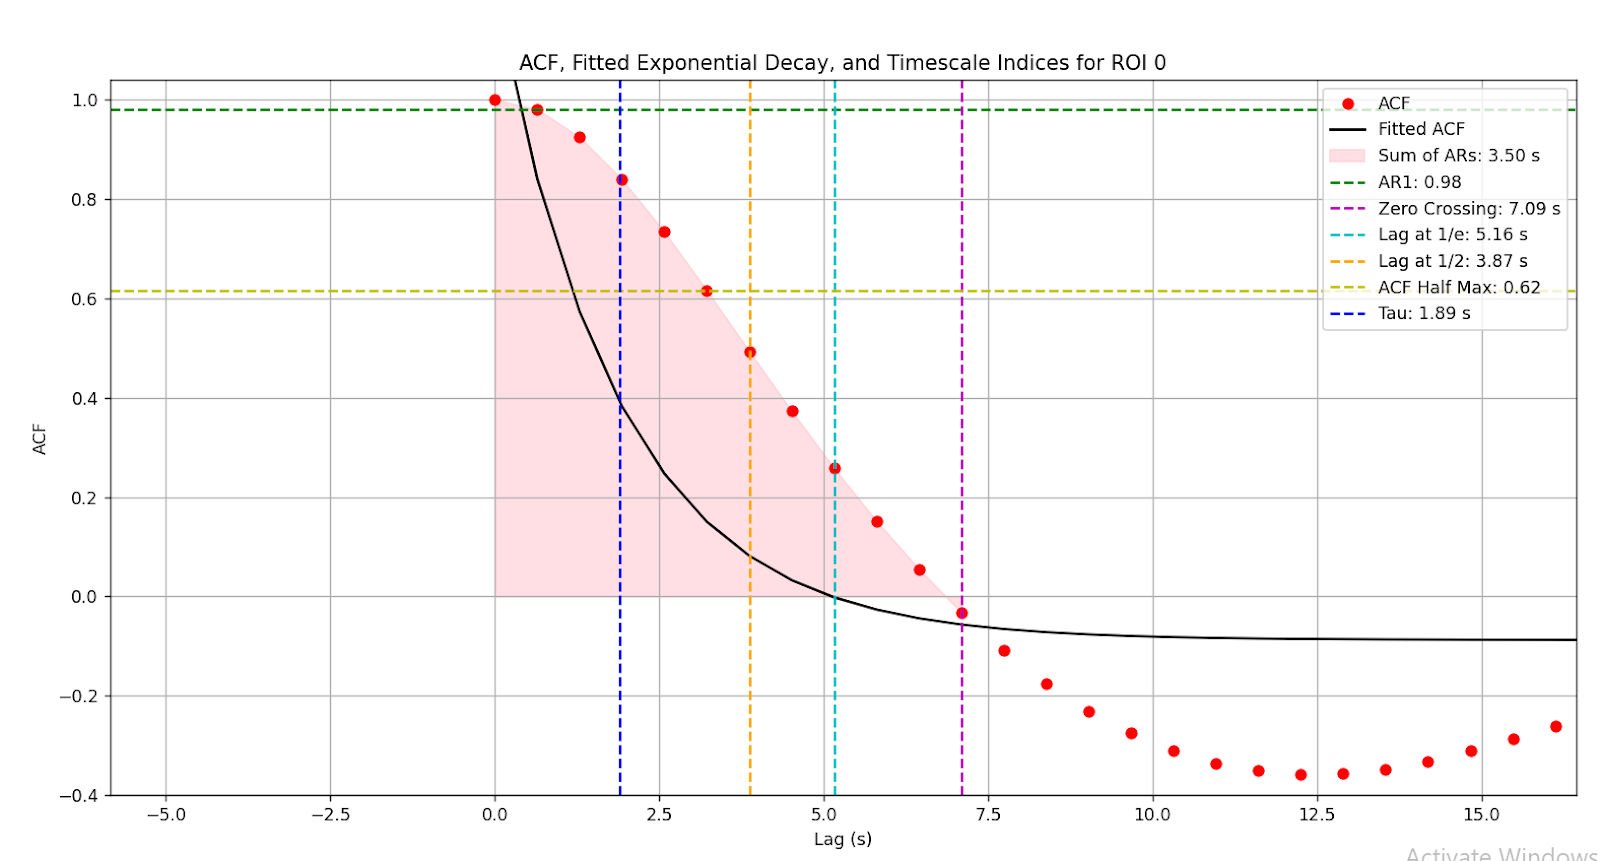 ACF, Fitted Exponential Decay, and Timescale Indices for ROI 0
1.0
0.8
0.6
0.4
0.2
0.0
−0.2
−0.4
ACF
ACF
Fitted ACF
Sum of ARs: 3.50 s
AR1: 0.98
Zero Crossing: 7.09 s
Lag at 1/e: 5.16 s
Lag at 1/2: 3.87 s
ACF Half Max: 0.62
Tau: 1.89 s
−5.0 −2.5 0.0 2.5 5.0 7.5 10.0 12.5 15.0
Lag (s)
Activate Windows